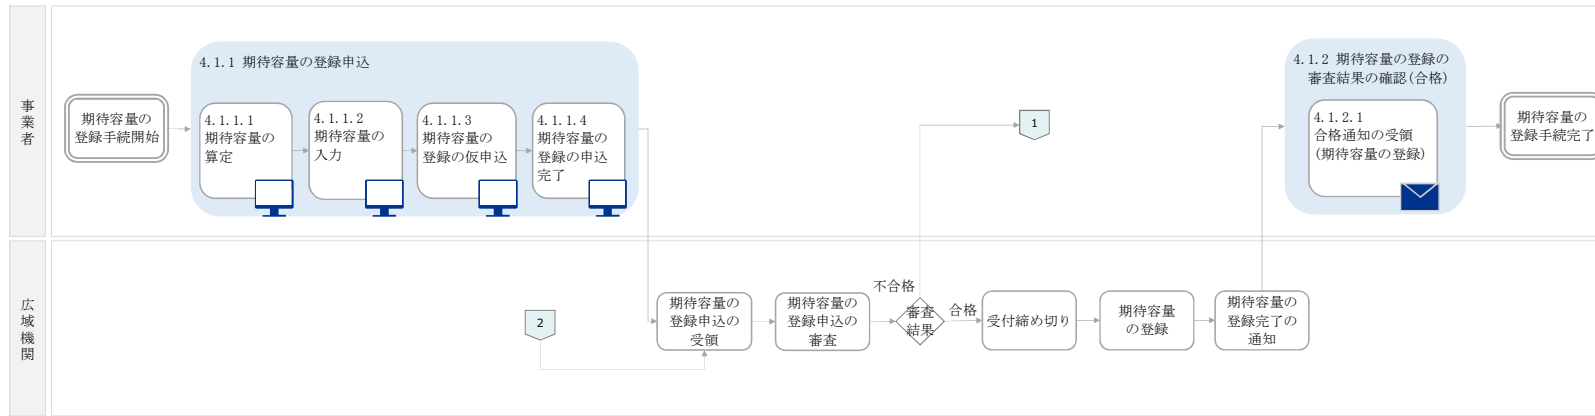 事業者
期待容量の
登録手続開始
4.1.1 期待容量の登録申込
4.1.1.1
期待容量の
算定
4.1.1.2
期待容量の
入力
4.1.1.3
期待容量の
登録の仮申込
4.1.1.4
期待容量の
登録の申込
完了
1
4.1.2 期待容量の登録の
審査結果の確認(合格)
4.1.2.1
合格通知の受領
(期待容量の登録)
期待容量の
登録手続完了
広域機関
2
期待容量の
登録申込の
受領
期待容量の
登録申込の
審査
不合格
審査
結果
合格
受付締め切り
期待容量
の登録
期待容量の
登録完了の
通知